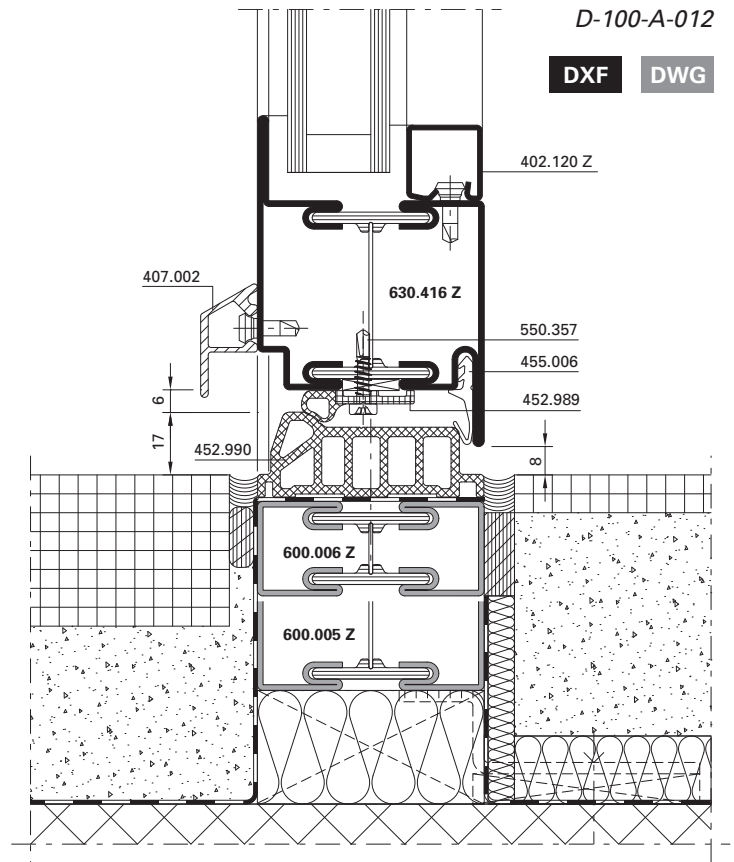 D-100-A-012
DXF DWG
402.120 Z
407.002
630.416 Z
550.357
455.006
6
452.989
17
452.990
8
600.006 Z
600.005 Z